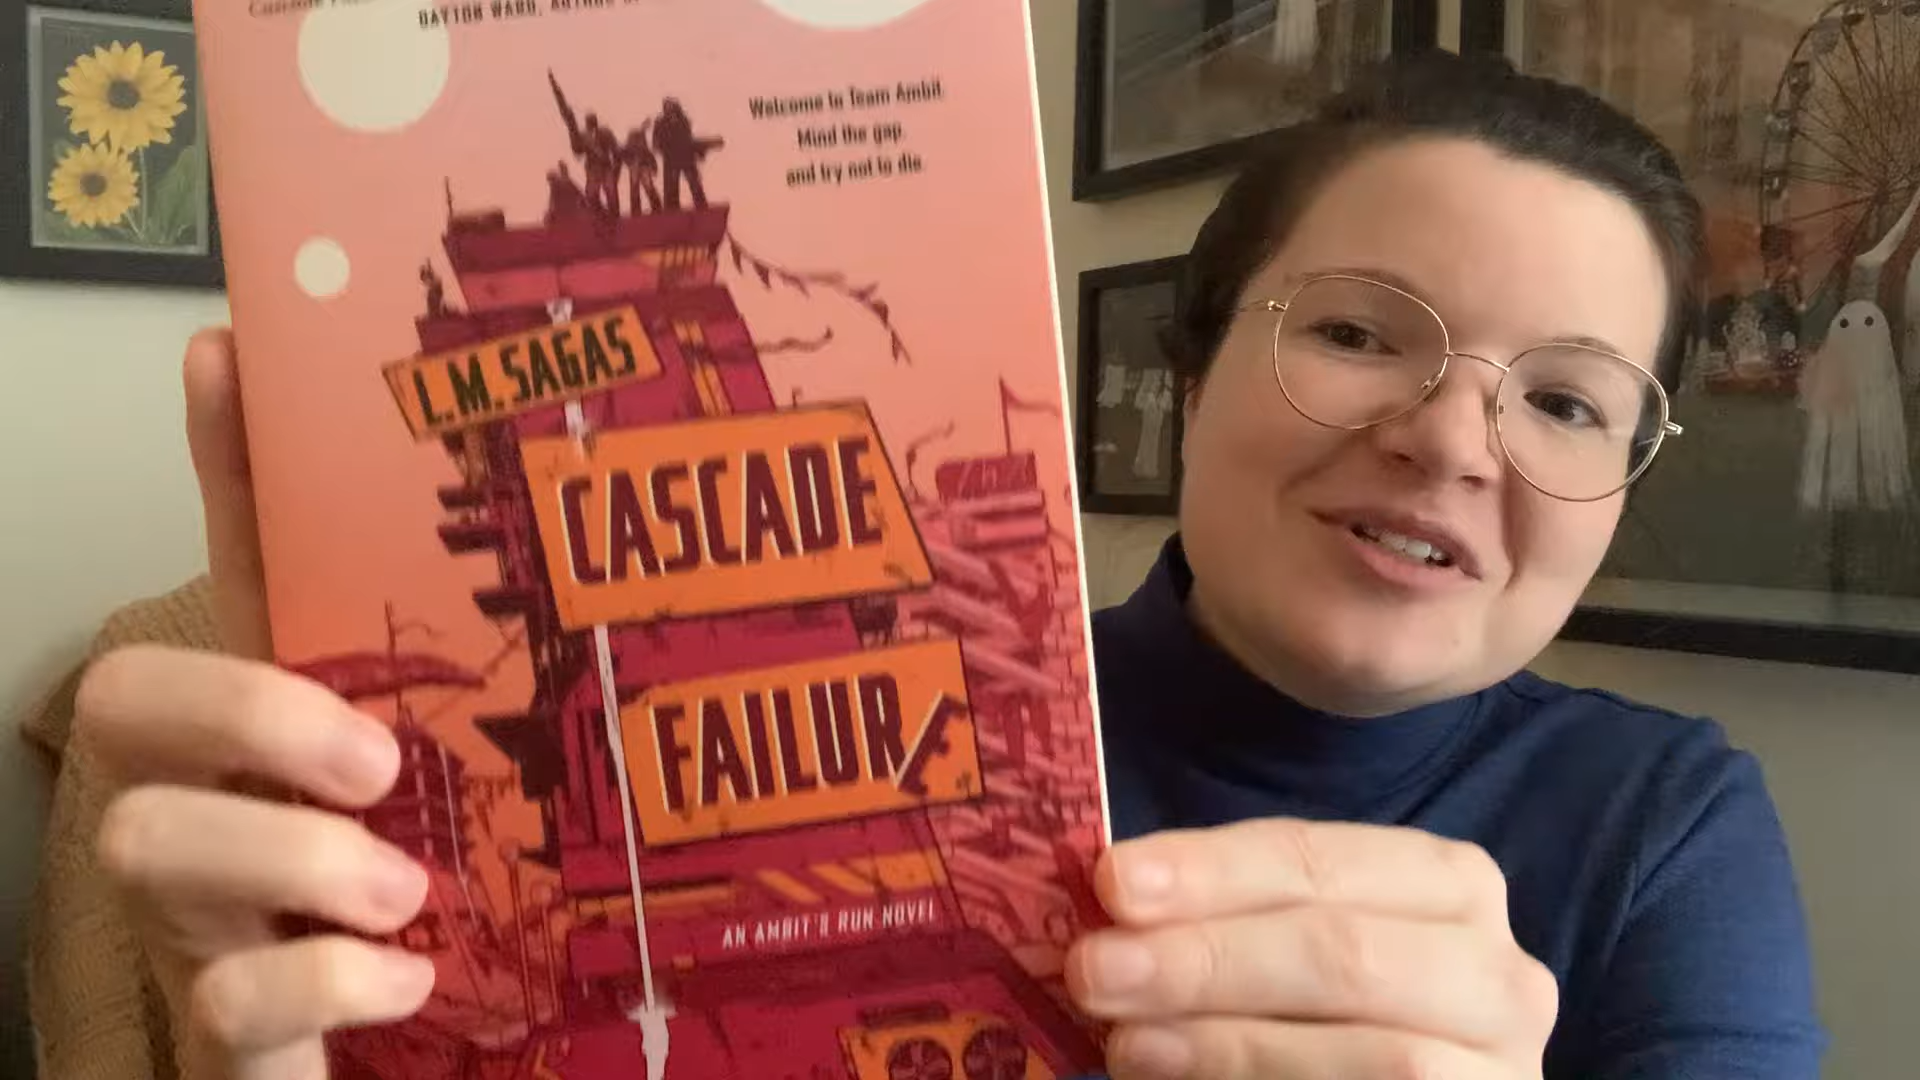 DAYTON WARD, AUTHOR
Welcome to Team Ambit.
Mind the gap,
and try not to die.
L.M. SAGAS
CASCADE
FAILURE
AN AMBIT'S RUN NOVEL